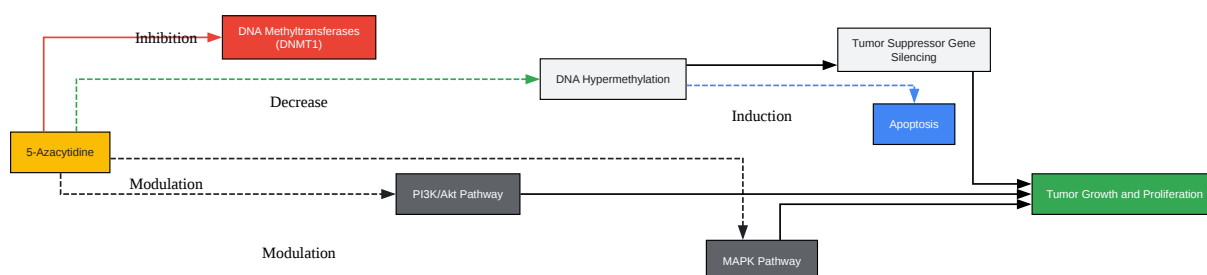 Inhibition
DNA Methyltransferases
(DNMT1)
Tumor Suppressor Gene
Silencing
DNA Hypermethylation
Decrease
Induction
Apoptosis
5-Azacytidine
Modulation
PI3K/Akt Pathway
Tumor Growth and Proliferation
Modulation
MAPK Pathway